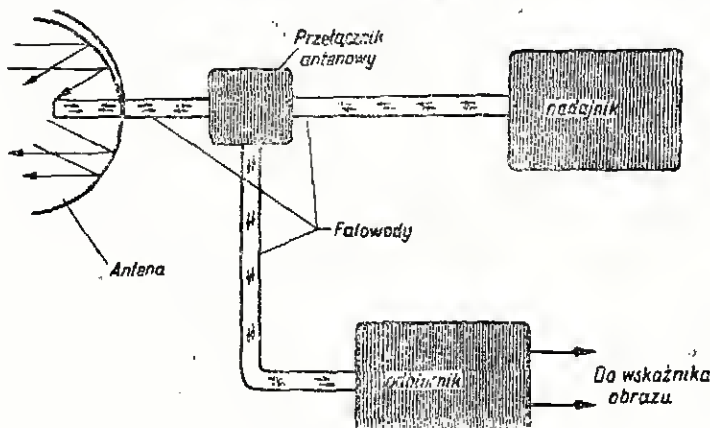 Przełącznik
antenowy
nadajnik
Falowody
Antena
odbiornik
Do wskaźnika
obrazu